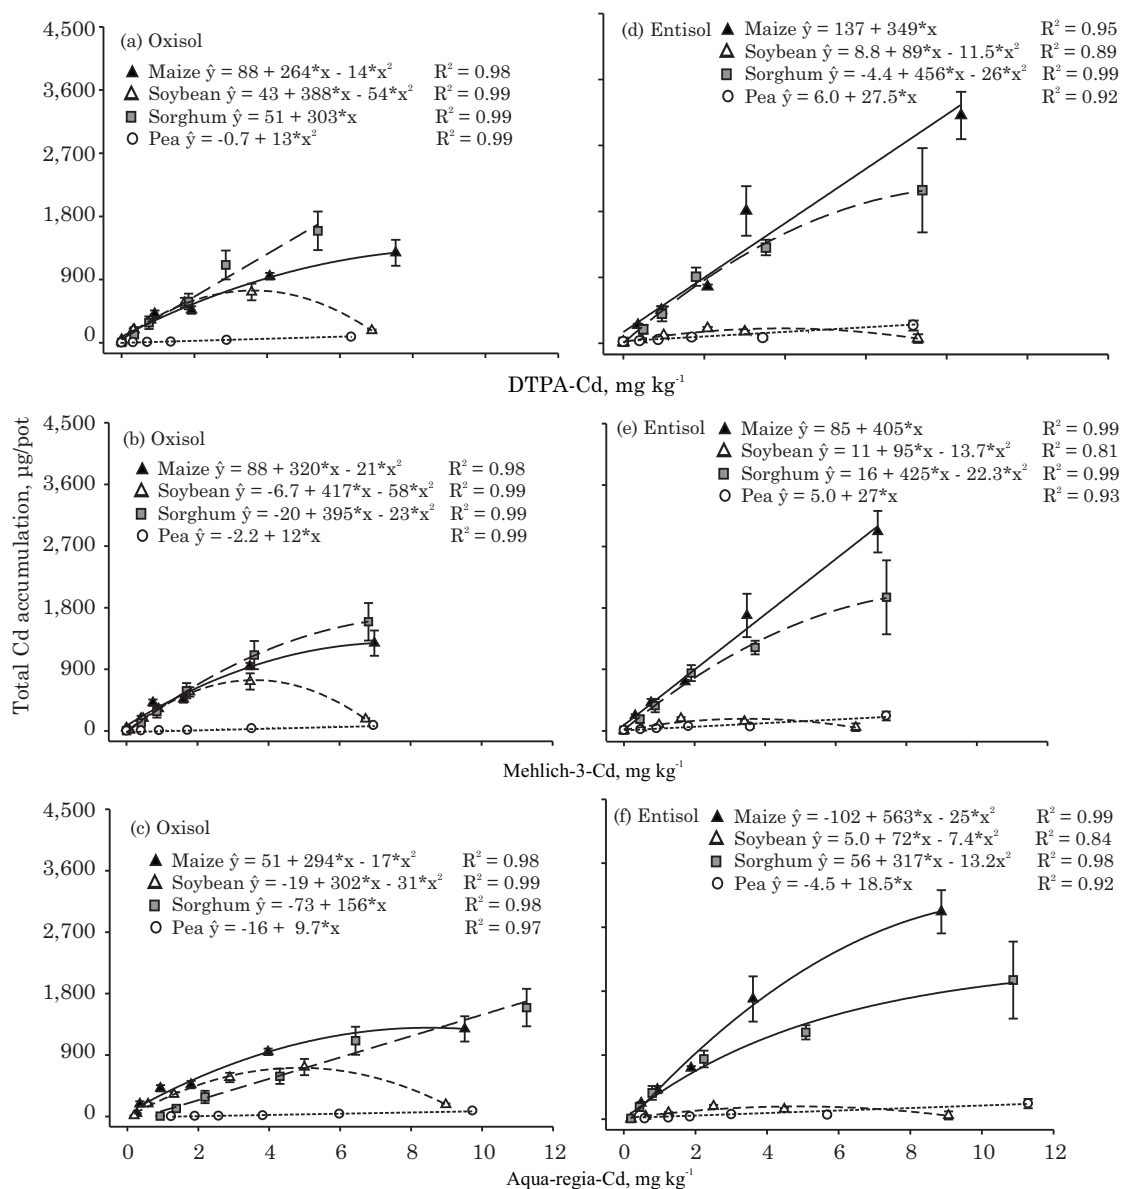 4,500
3,600
2,700
1,800
900
0
(a) Oxisol
Maize ŷ = 88 + 264*x - 14*x² R² = 0.98
Soybean ŷ = 43 + 388*x - 54*x² R² = 0.99
Sorghum ŷ = 51 + 303*x R² = 0.99
Pea ŷ = -0.7 + 13*x² R² = 0.99
(d) Entisol
Maize ŷ = 137 + 349*x R² = 0.95
Soybean ŷ = 8.8 + 89*x - 11.5*x² R² = 0.89
Sorghum ŷ = -4.4 + 456*x - 26*x² R² = 0.99
Pea ŷ = 6.0 + 27.5*x R² = 0.92
DTPA-Cd, mg kg⁻¹
Total Cd accumulation, µg/pot
4,500
3,600
2,700
1,800
900
0
(b) Oxisol
Maize ŷ = 88 + 320*x - 21*x² R² = 0.98
Soybean ŷ = -6.7 + 417*x - 58*x² R² = 0.99
Sorghum ŷ = -20 + 395*x - 23*x² R² = 0.99
Pea ŷ = -2.2 + 12*x R² = 0.99
(e) Entisol
Maize ŷ = 85 + 405*x R² = 0.99
Soybean ŷ = 11 + 95*x - 13.7*x² R² = 0.81
Sorghum ŷ = 16 + 425*x - 22.3*x² R² = 0.99
Pea ŷ = 5.0 + 27*x R² = 0.93
Mehlich-3-Cd, mg kg⁻¹
4,500
3,600
2,700
1,800
900
0
(c) Oxisol
Maize ŷ = 51 + 294*x - 17*x² R² = 0.98
Soybean ŷ = -19 + 302*x - 31*x² R² = 0.99
Sorghum ŷ = -73 + 156*x R² = 0.98
Pea ŷ = -16 + 9.7*x R² = 0.97
0 2 4 6 8 10 12
(f) Entisol
Maize ŷ = -102 + 563*x - 25*x² R² = 0.99
Soybean ŷ = 5.0 + 72*x - 7.4*x² R² = 0.84
Sorghum ŷ = 56 + 317*x - 13.2x² R² = 0.98
Pea ŷ = -4.5 + 18.5*x R² = 0.92
0 2 4 6 8 10 12
Aqua-regia-Cd, mg kg⁻¹